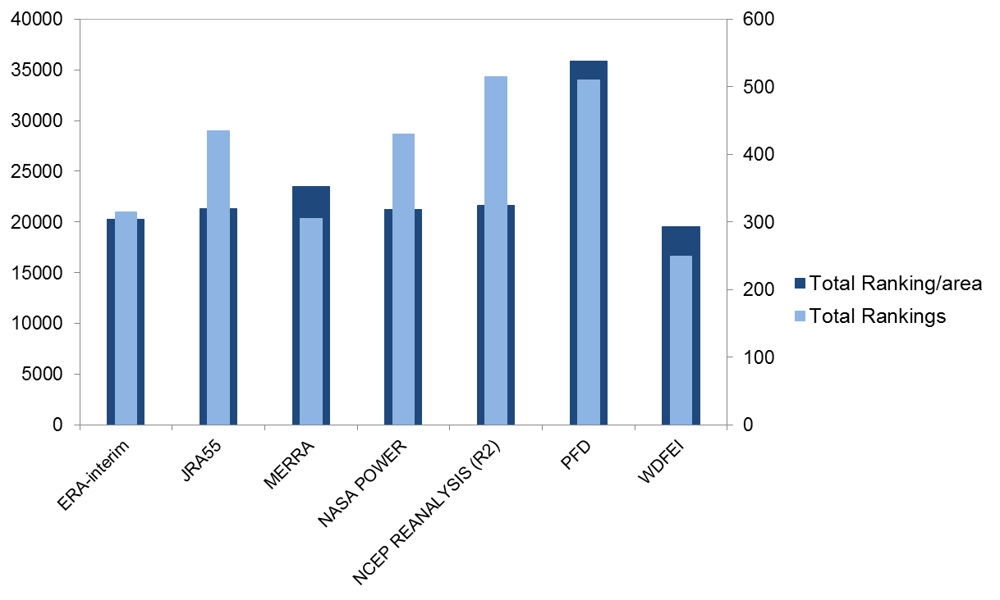 40000
35000
30000
25000
20000
15000
10000
5000
0
600
500
400
300
200
100
0
ERA-interim
JRA55
MERRA
NASA POWER
NCEP REANALYSIS (R2)
PFD
WDFEI
Total Ranking/area
Total Rankings